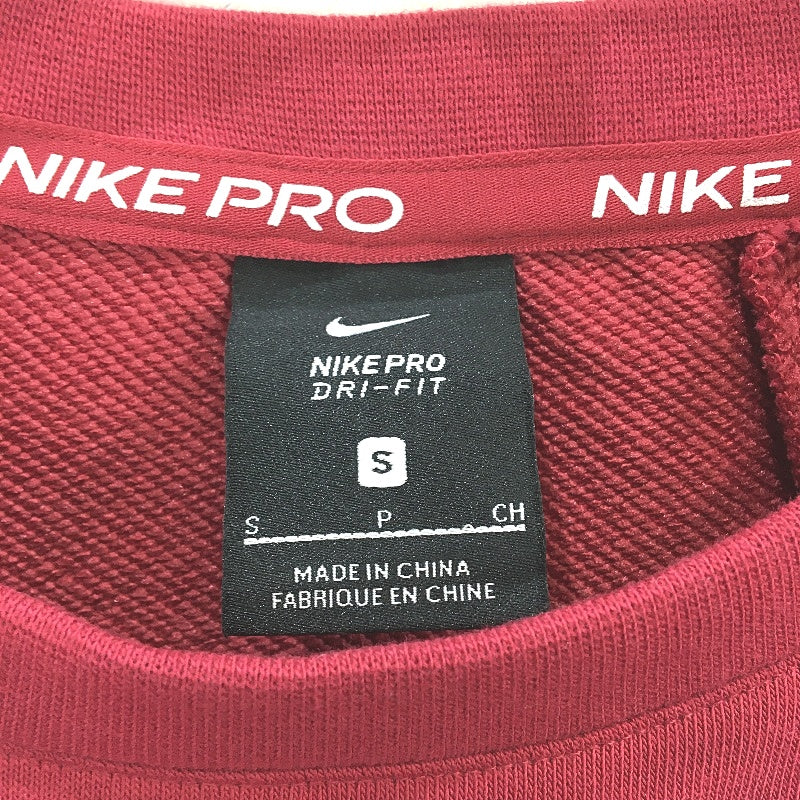 NIKE PRO NIKE
NIKE PRO
DRI-FIT
S
S P CH
MADE IN CHINA
FABRIQUE EN CHINE